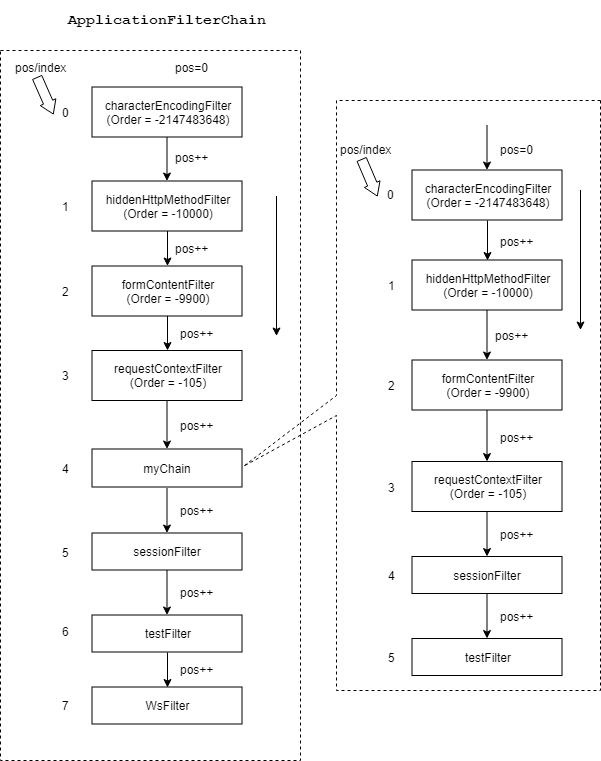 ApplicationFilterChain
pos/index
pos=0
0
characterEncodingFilter
(Order = -2147483648)
pos++
1
hiddenHttpMethodFilter
(Order = -10000)
pos++
2
formContentFilter
(Order = -9900)
pos++
3
requestContextFilter
(Order = -105)
pos++
4
myChain
pos++
5
sessionFilter
pos++
6
testFilter
pos++
7
WsFilter
pos/index
pos=0
0
characterEncodingFilter
(Order = -2147483648)
pos++
1
hiddenHttpMethodFilter
(Order = -10000)
pos++
2
formContentFilter
(Order = -9900)
pos++
3
requestContextFilter
(Order = -105)
pos++
4
sessionFilter
pos++
5
testFilter